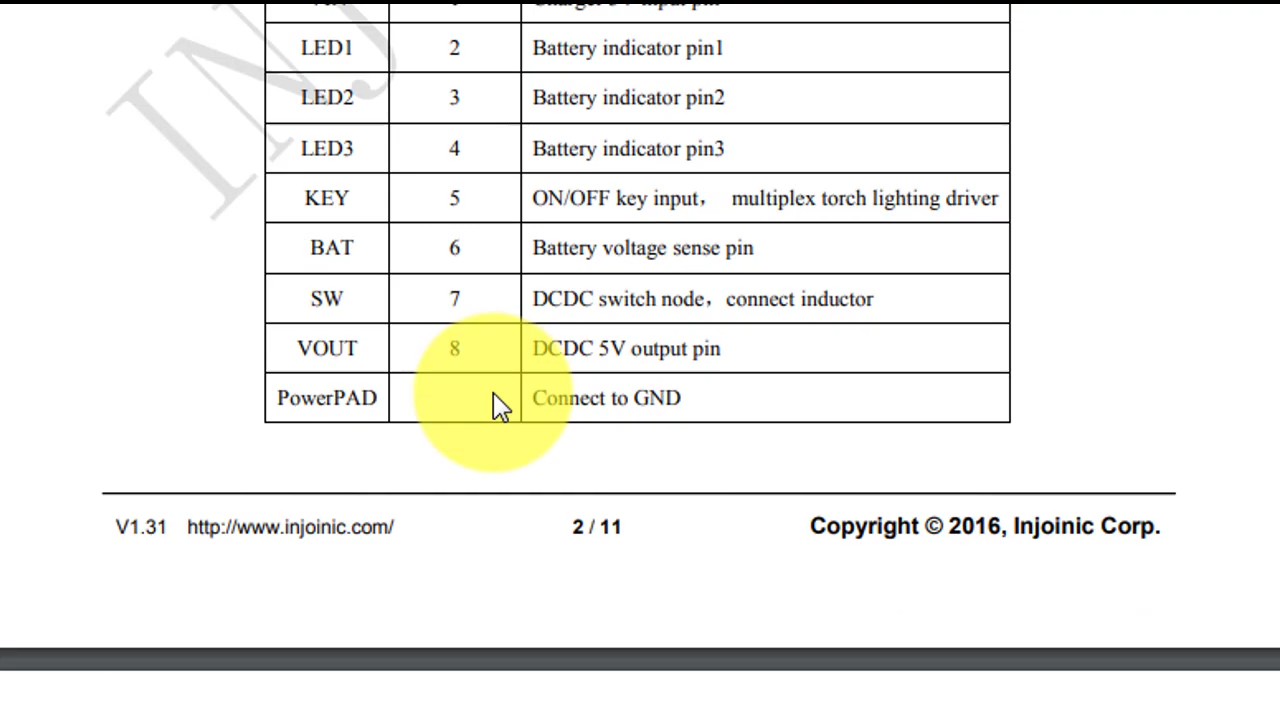 LED1 2 Battery indicator pin1
LED2 3 Battery indicator pin2
LED3 4 Battery indicator pin3
KEY 5 ON/OFF key input， multiplex torch lighting driver
BAT 6 Battery voltage sense pin
SW 7 DCDC switch node，connect inductor
VOUT 8 DCDC 5V output pin
PowerPAD Connect to GND
V1.31 http://www.injoinic.com/ 2 / 11 Copyright © 2016, Injoinic Corp.